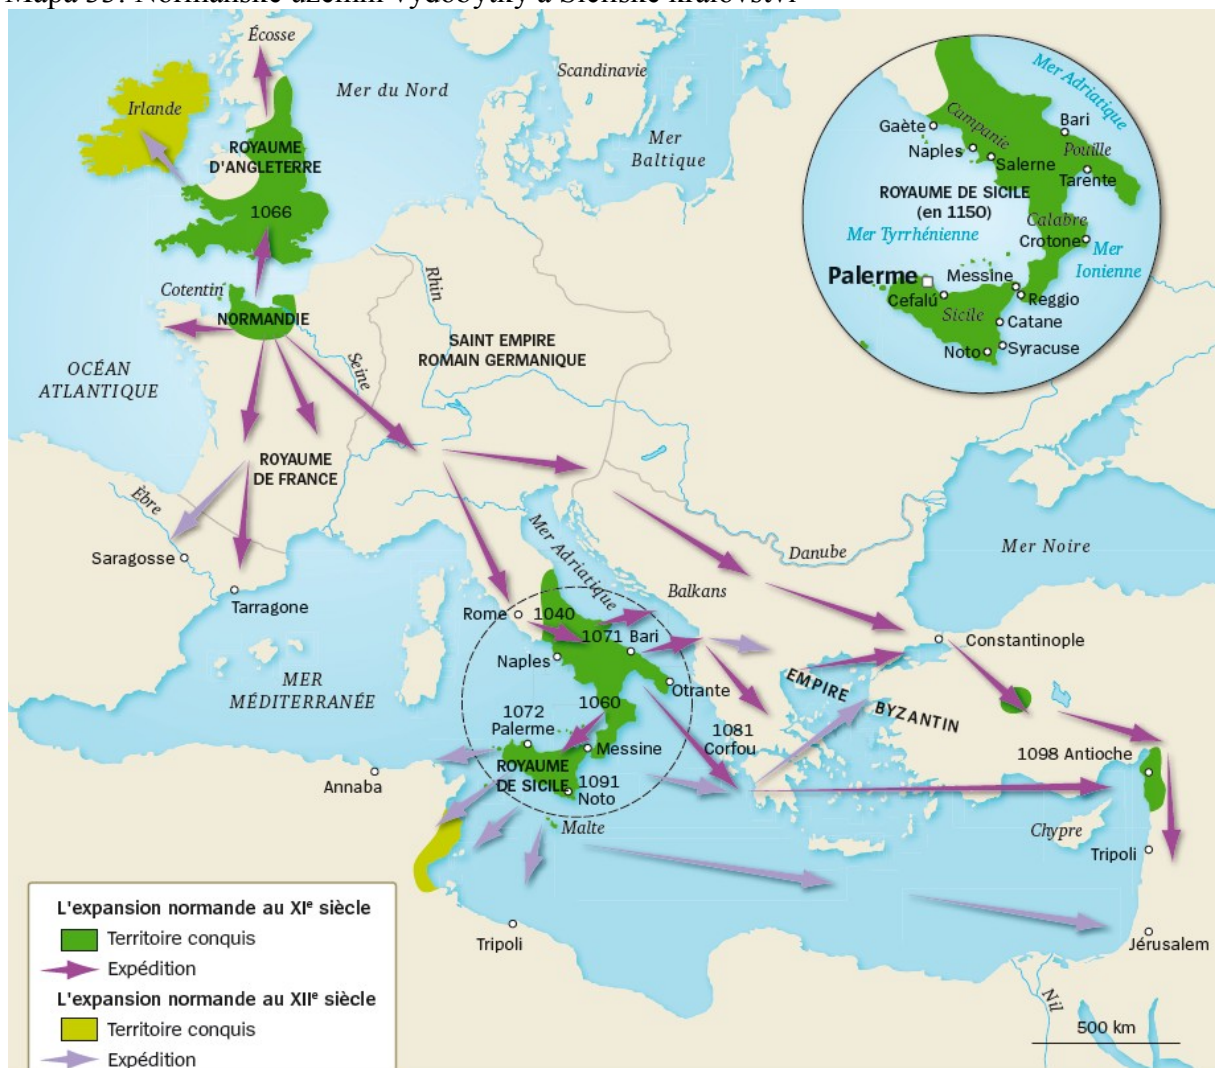 Mapa 35: Normanské územní výdobytky a Sicilské království
Écosse
Scandinavie
Mer du Nord
Irlande
Mer
Baltique
ROYAUME
D'ANGLETERRE
1066
Cotentin
NORMANDIE
Rhin
Seine
SAINT EMPIRE
ROMAIN GERMANIQUE
OCÉAN
ATLANTIQUE
ROYAUME
DE FRANCE
Èbre
Saragosse
Tarragone
Mer Adriatique
Gaète
Campanie
Bari
Naples
Pouille
Salerne
Tarente
ROYAUME DE SICILE
(en 1150)
Calabre
Mer Tyrrhénienne
Crotone
Mer
Ionienne
Palerme
Messine
Cefalú
Reggio
Sicile
Catane
Noto
Syracuse
Danube
Mer Noire
Mer Adriatique
Balkans
Rome
1040
1071 Bari
Constantinople
Naples
MER
MÉDITERRANÉE
Otrante
EMPIRE
BYZANTIN
1060
1072
Palerme
1081
Corfou
Messine
1098 Antioche
ROYAUME
DE SICILE
1091
Noto
Annaba
Malte
Chypre
Tripoli
Tripoli
Jérusalem
Nil
500 km
L'expansion normande au XIe siècle
Territoire conquis
Expédition
L'expansion normande au XIIe siècle
Territoire conquis
Expédition